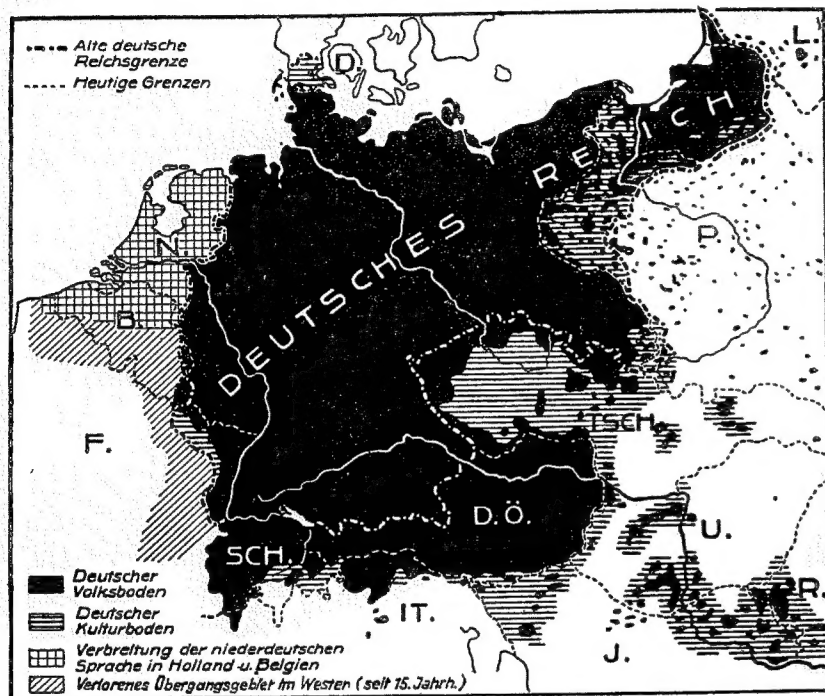 Alte deutsche
Reichsgrenze
Heutige Grenzen
D.
L.
DEUTSCHES REICH
N.
B.
P.
F.
TSCH.
SCH.
D.Ö.
U.
IT.
J.
R.
Deutscher
Volksboden
Deutscher
Kulturboden
Verbreitung der niederdeutschen
Sprache in Holland u. Belgien
Verlorenes Übergangsgebiet im Westen (seit 15. Jahrh.)